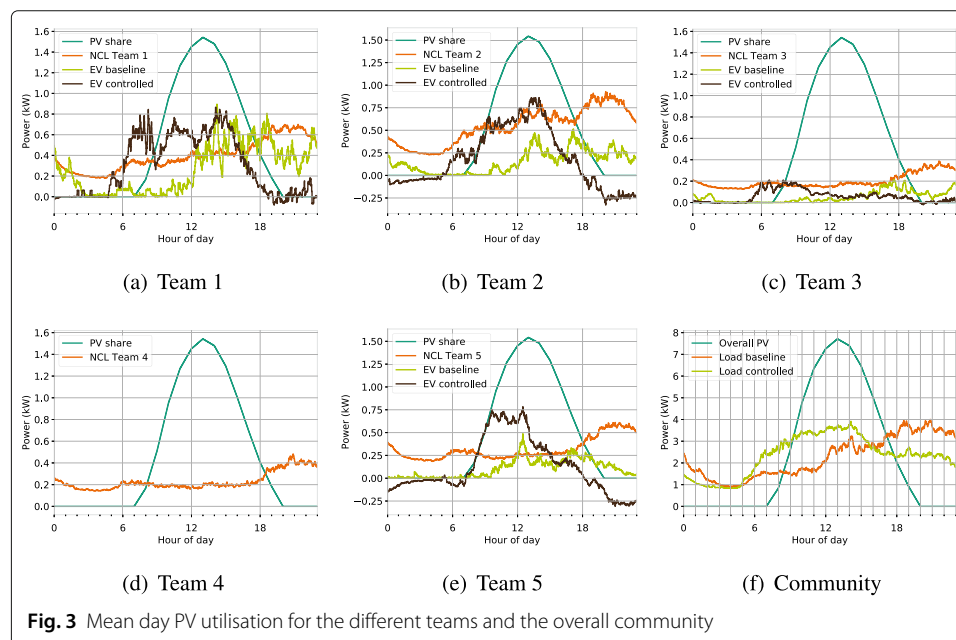 PV share
NCL Team 1
EV baseline
EV controlled
Power (kW)
1.6
1.4
1.2
1.0
0.8
0.6
0.4
0.2
0.0
0
6
12
18
Hour of day
(a) Team 1
PV share
NCL Team 2
EV baseline
EV controlled
Power (kW)
1.50
1.25
1.00
0.75
0.50
0.25
0.00
−0.25
0
6
12
18
Hour of day
(b) Team 2
PV share
NCL Team 3
EV baseline
EV controlled
Power (kW)
1.6
1.4
1.2
1.0
0.8
0.6
0.4
0.2
0.0
0
6
12
18
Hour of day
(c) Team 3
PV share
NCL Team 4
Power (kW)
1.6
1.4
1.2
1.0
0.8
0.6
0.4
0.2
0.0
0
6
12
18
Hour of day
(d) Team 4
PV share
NCL Team 5
EV baseline
EV controlled
Power (kW)
1.50
1.25
1.00
0.75
0.50
0.25
0.00
−0.25
0
6
12
18
Hour of day
(e) Team 5
Overall PV
Load baseline
Load controlled
Power (kW)
8
7
6
5
4
3
2
1
0
0
6
12
18
Hour of day
(f) Community
Fig. 3 Mean day PV utilisation for the different teams and the overall community